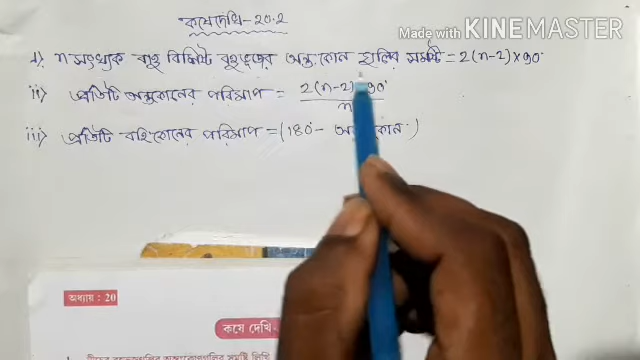 Made with KINEMASTER
কষেদেখি-20.2
1) n সংখ্যক বাহু বিশিষ্ট বহুভুজের অন্তঃকোন গুলির সমষ্টি = 2(n-2)×90°
ii) প্রতিটি অন্তঃকোনের পরিমাপ = 2(n-2) 90°
n
iii) প্রতিটি বহিঃকোনের পরিমাপ = (180°-
অধ্যায় : 20
কষে দেখি -